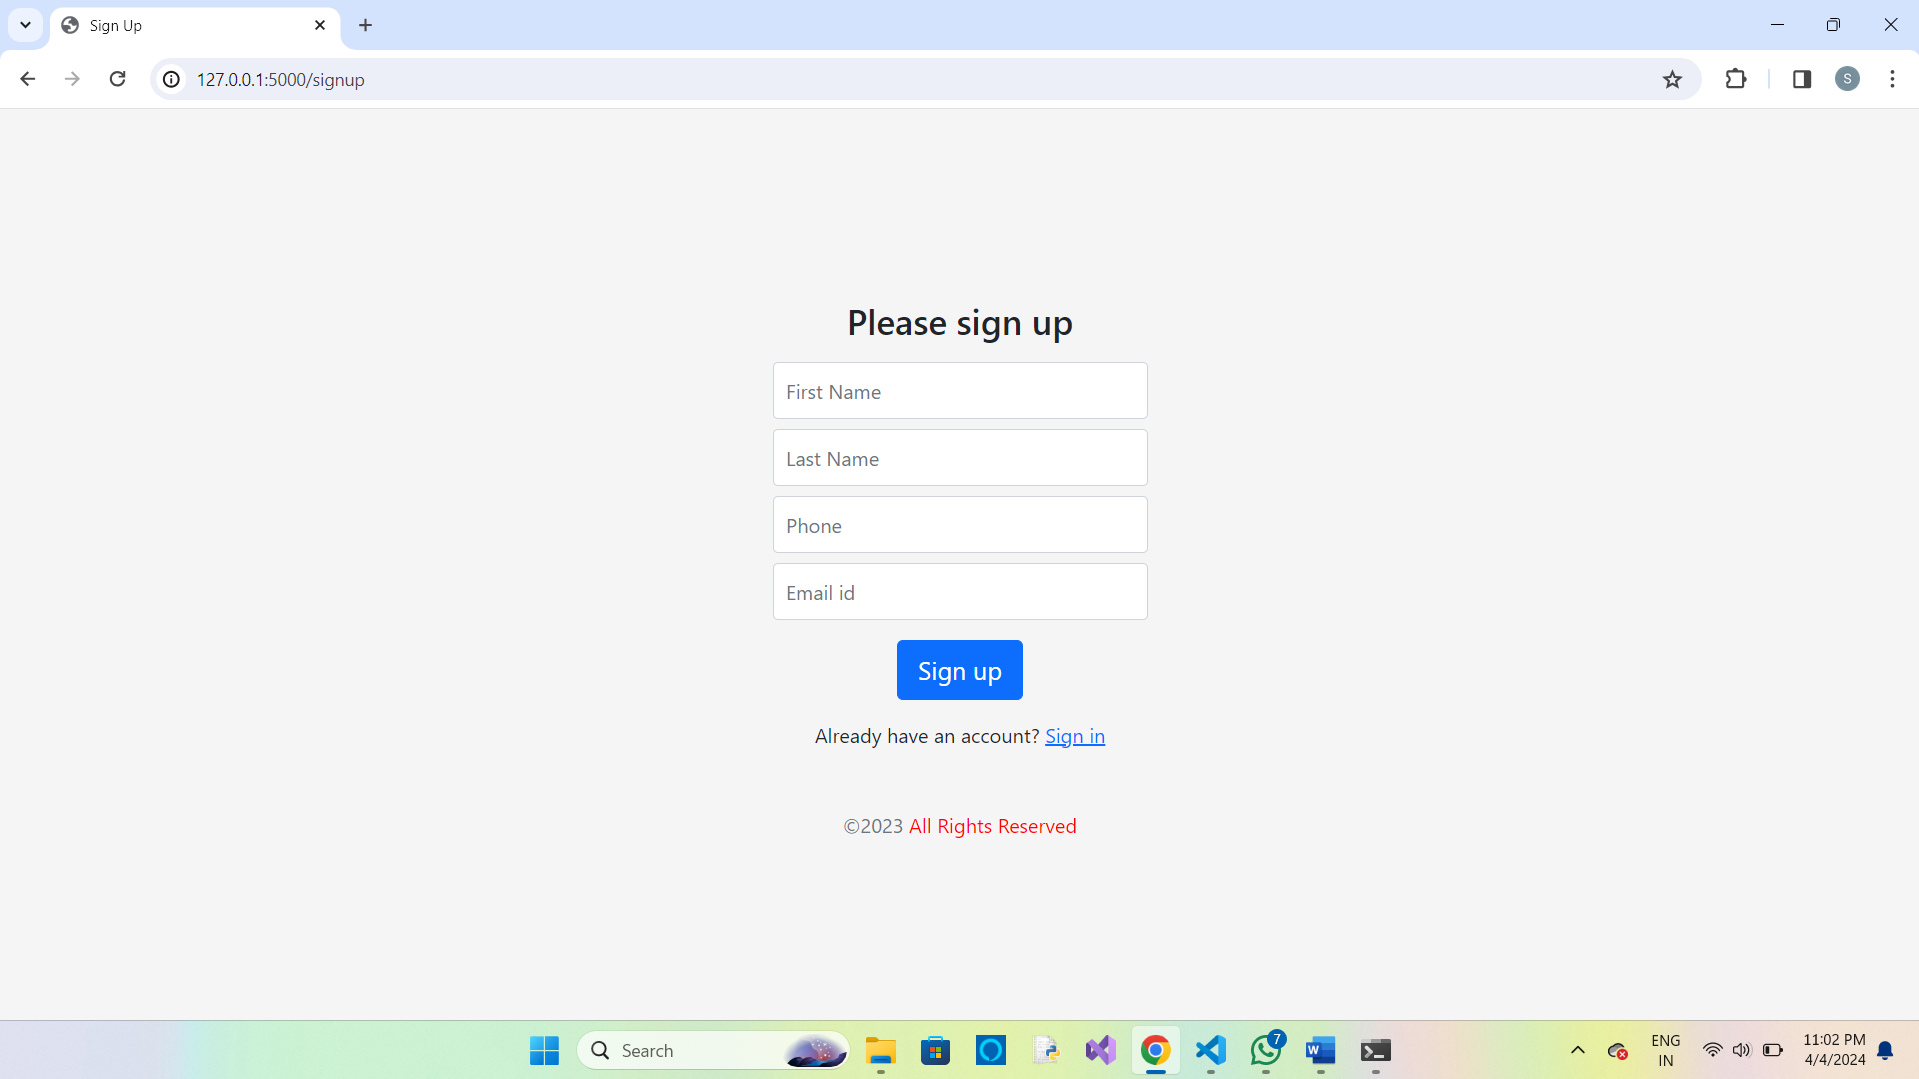 Sign Up
127.0.0.1:5000/signup
S
Please sign up
First Name
Last Name
Phone
Email id
Sign up
Already have an account? Sign in
©2023 All Rights Reserved
Search
7
W
ENG
IN
11:02 PM
4/4/2024